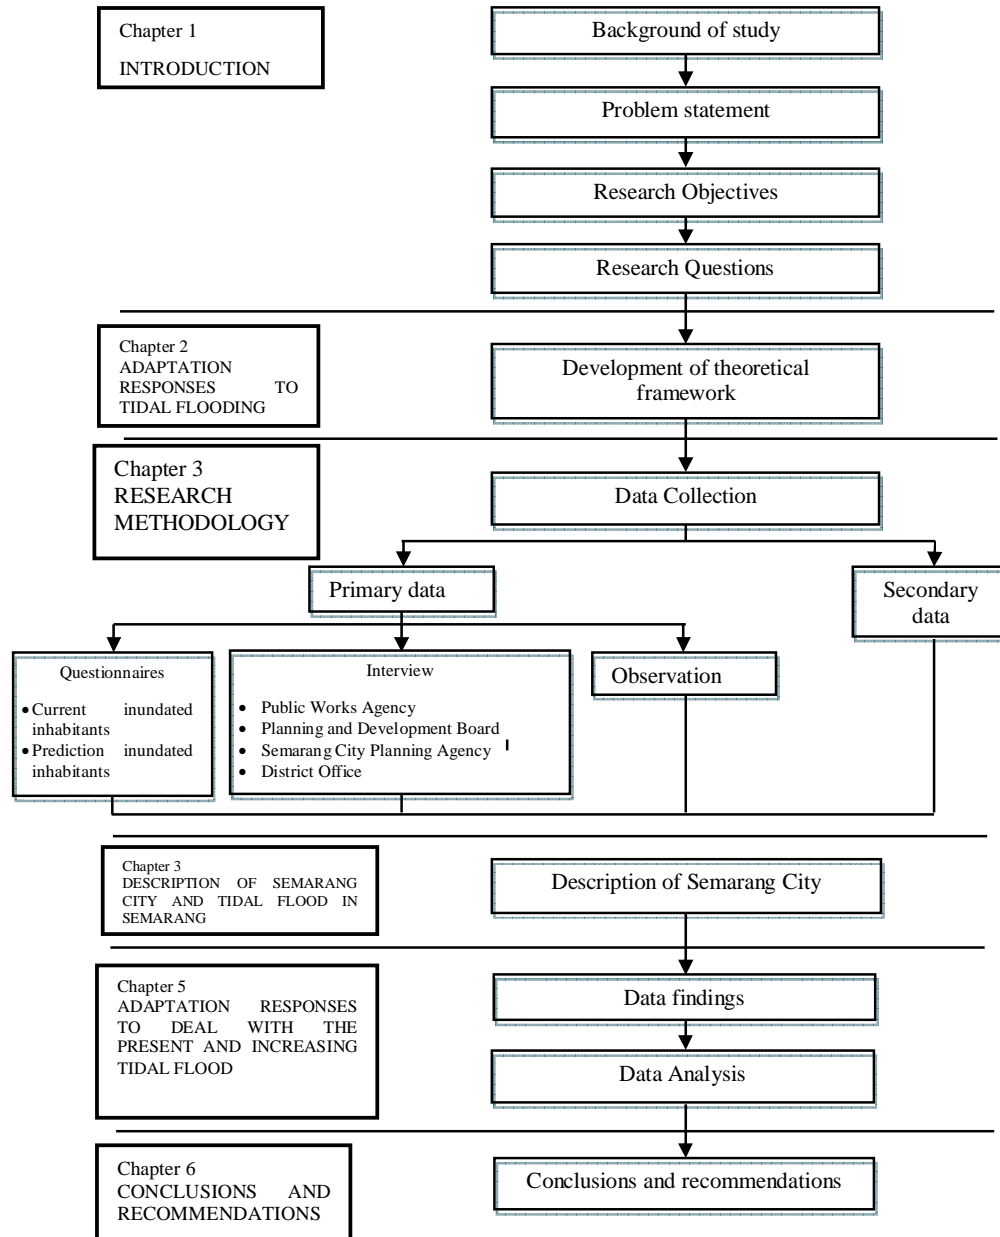 Chapter 1
INTRODUCTION
Background of study
Problem statement
Research Objectives
Research Questions
Chapter 2
ADAPTATION
RESPONSES TO
TIDAL FLOODING
Development of theoretical
framework
Chapter 3
RESEARCH
METHODOLOGY
Data Collection
Primary data
Secondary
data
Questionnaires
• Current inundated
inhabitants
• Prediction inundated
inhabitants
Interview
• Public Works Agency
• Planning and Development Board
• Semarang City Planning Agency
• District Office
Observation
Chapter 3
DESCRIPTION OF SEMARANG
CITY AND TIDAL FLOOD IN
SEMARANG
Description of Semarang City
Chapter 5
ADAPTATION RESPONSES
TO DEAL WITH THE
PRESENT AND INCREASING
TIDAL FLOOD
Data findings
Data Analysis
Chapter 6
CONCLUSIONS AND
RECOMMENDATIONS
Conclusions and recommendations